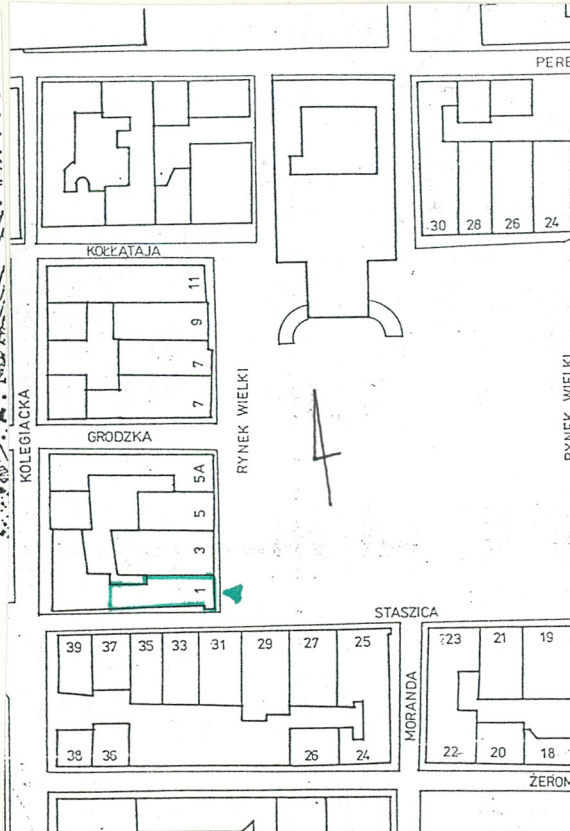 PERE
30 28 26 24
KOŁŁĄTAJA
11
9
7
7
RYNEK WIELKI
RYNEK WIELKI
KOLEGIACKA
GRODZKA
5A
5
3
1
STASZICA
39 37 35 33 31 29 27 25
23 21 19
MORANDA
38 36 26 24
22 20 18
ŻEROM